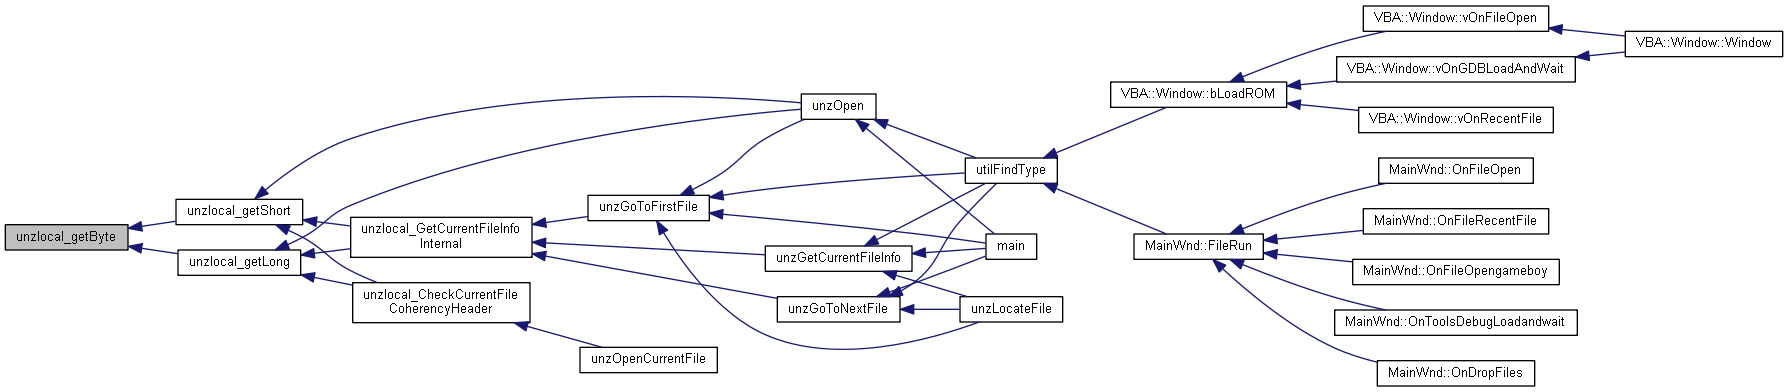 unzlocal_getByte
unzlocal_getShort
unzlocal_getLong
unzlocal_GetCurrentFileInfo
Internal
unzlocal_CheckCurrentFile
CoherencyHeader
unzGoToFirstFile
unzOpenCurrentFile
unzOpen
unzGetCurrentFileInfo
unzGoToNextFile
utilFindType
main
unzLocateFile
VBA::Window::bLoadROM
MainWnd::FileRun
VBA::Window::vOnFileOpen
VBA::Window::vOnGDBLoadAndWait
VBA::Window::vOnRecentFile
MainWnd::OnFileOpen
MainWnd::OnFileRecentFile
MainWnd::OnFileOpengameboy
MainWnd::OnToolsDebugLoadandwait
MainWnd::OnDropFiles
VBA::Window::Window